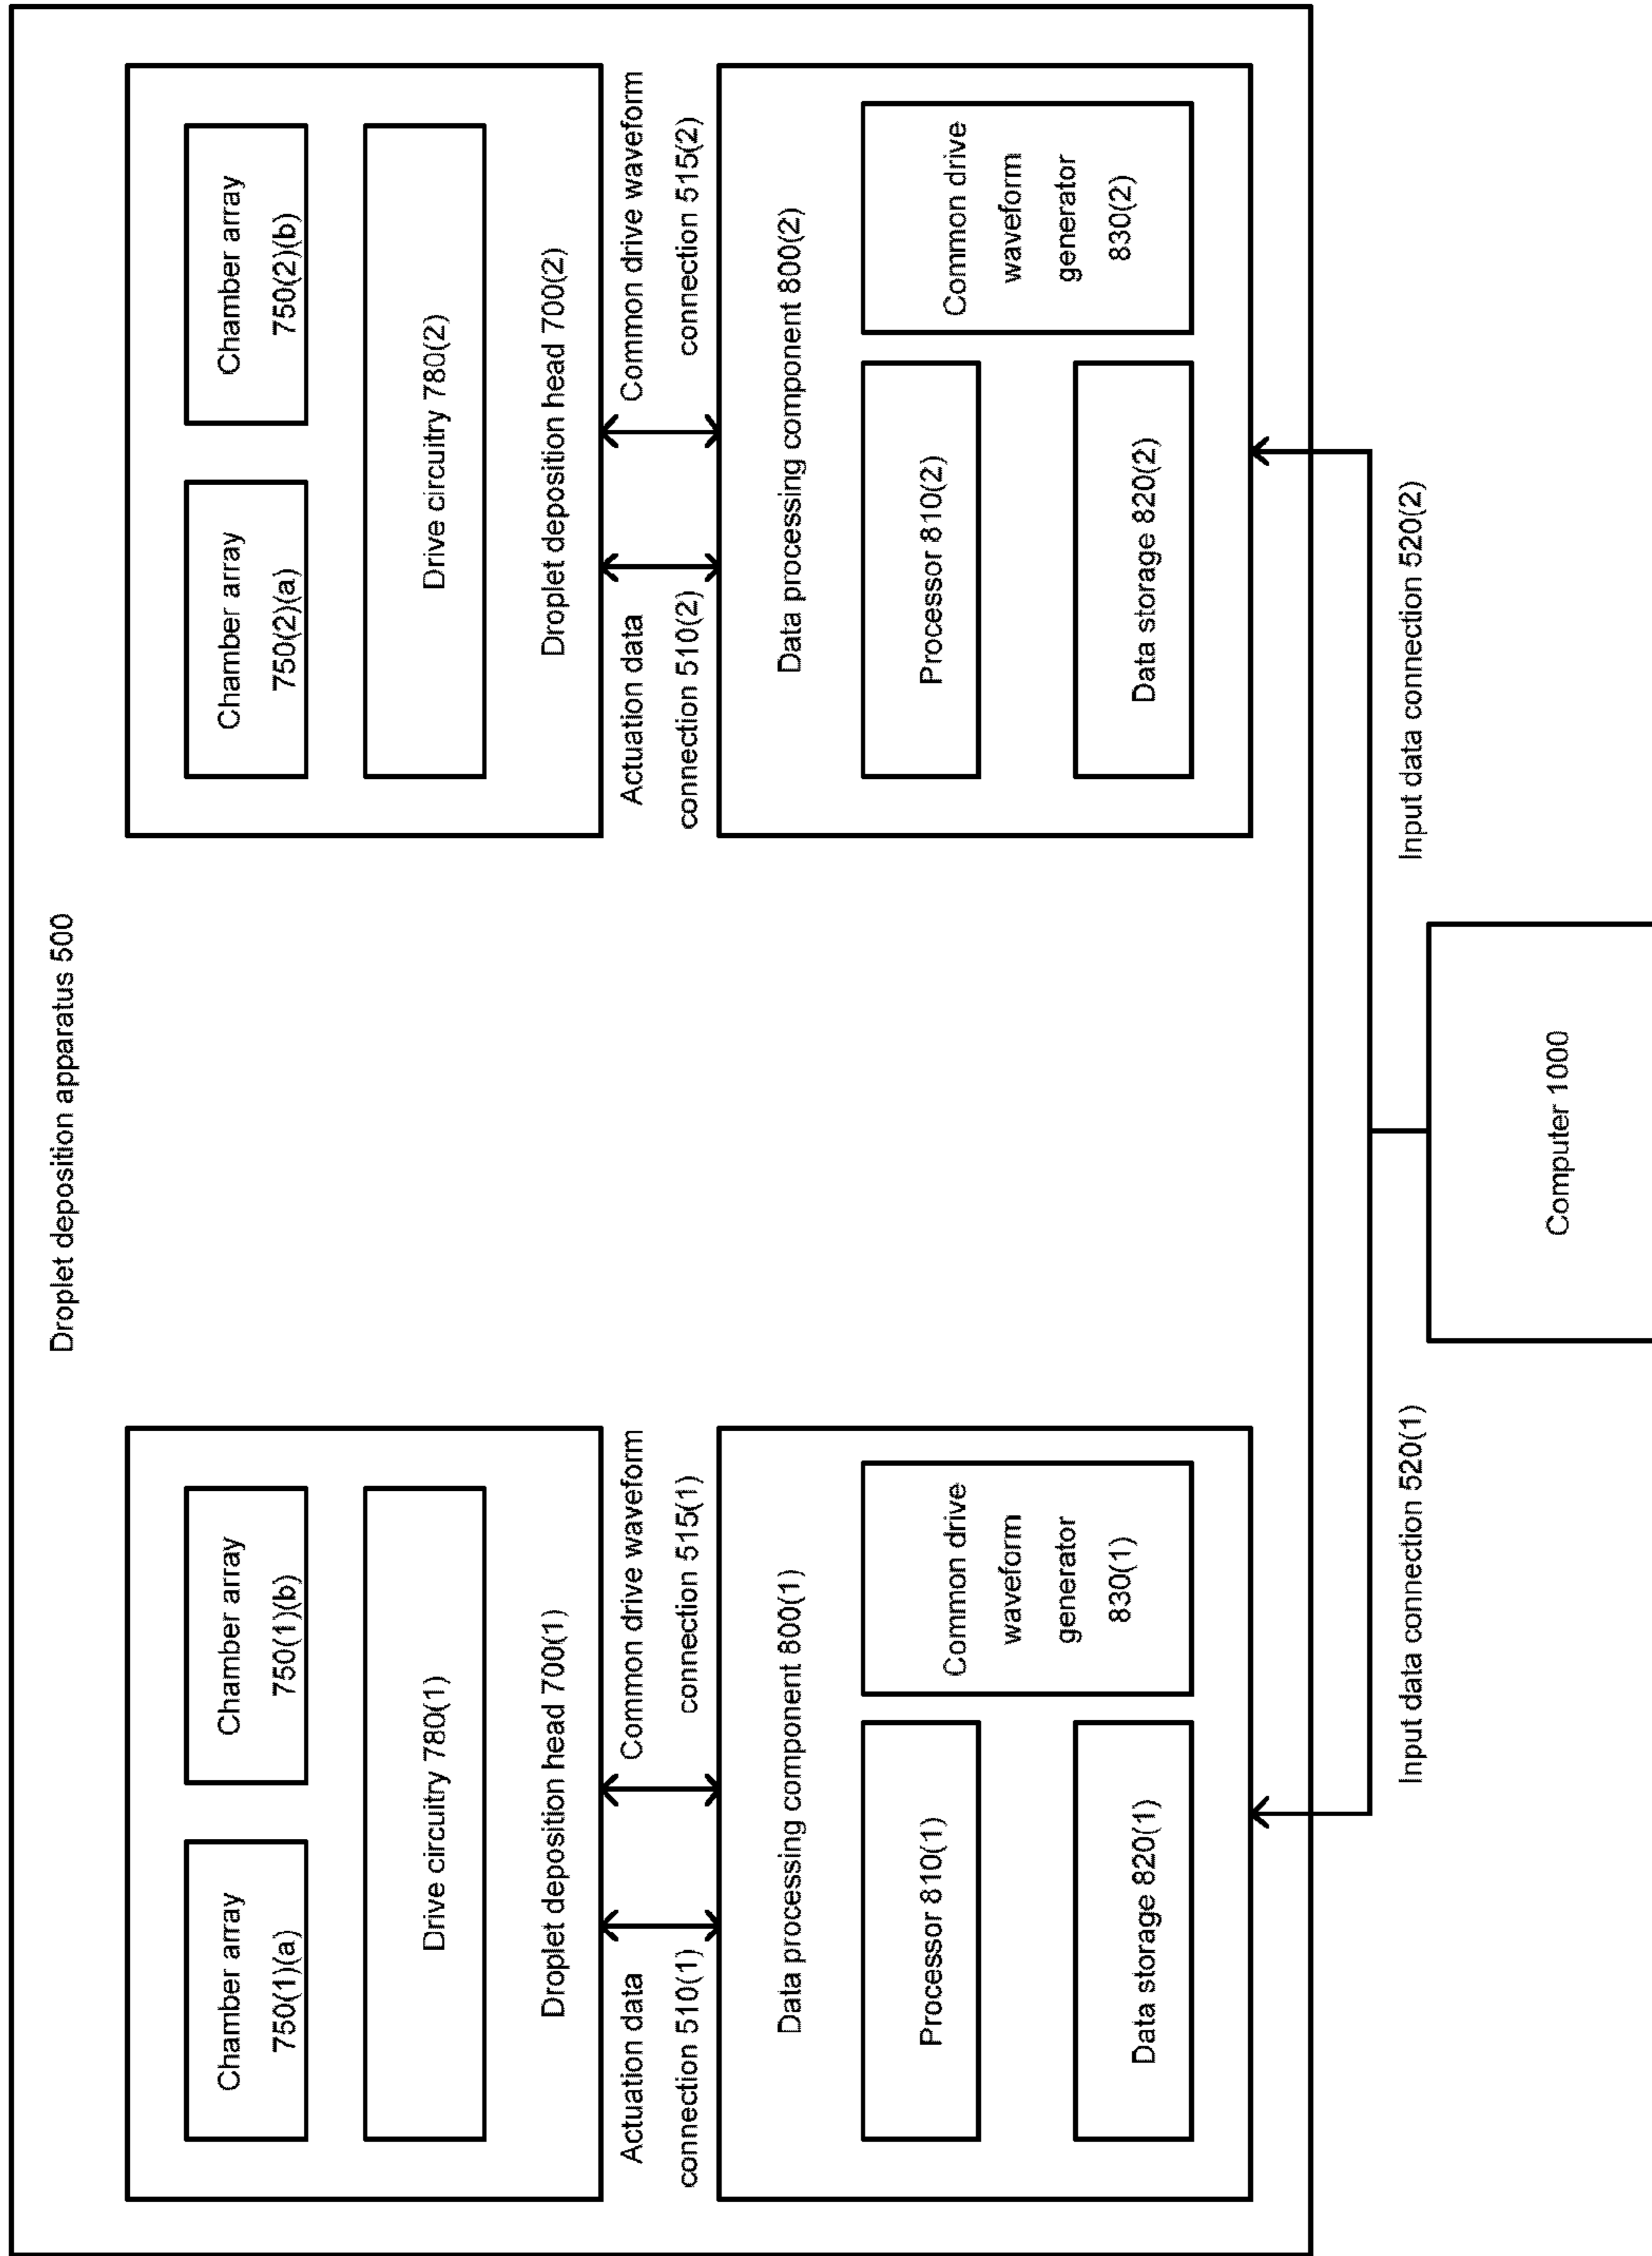 Droplet deposition apparatus 500
Chamber array
750(1)(a)
Chamber array
750(1)(b)
Drive circuitry 780(1)
Droplet deposition head 700(1)
Actuation data
connection 510(1)
Common drive waveform
connection 515(1)
Data processing component 800(1)
Processor 810(1)
Data storage 820(1)
Common drive
waveform
generator
830(1)
Input data connection 520(1)
Chamber array
750(2)(a)
Chamber array
750(2)(b)
Drive circuitry 780(2)
Droplet deposition head 700(2)
Actuation data
connection 510(2)
Common drive waveform
connection 515(2)
Data processing component 800(2)
Processor 810(2)
Data storage 820(2)
Common drive
waveform
generator
830(2)
Input data connection 520(2)
Computer 1000